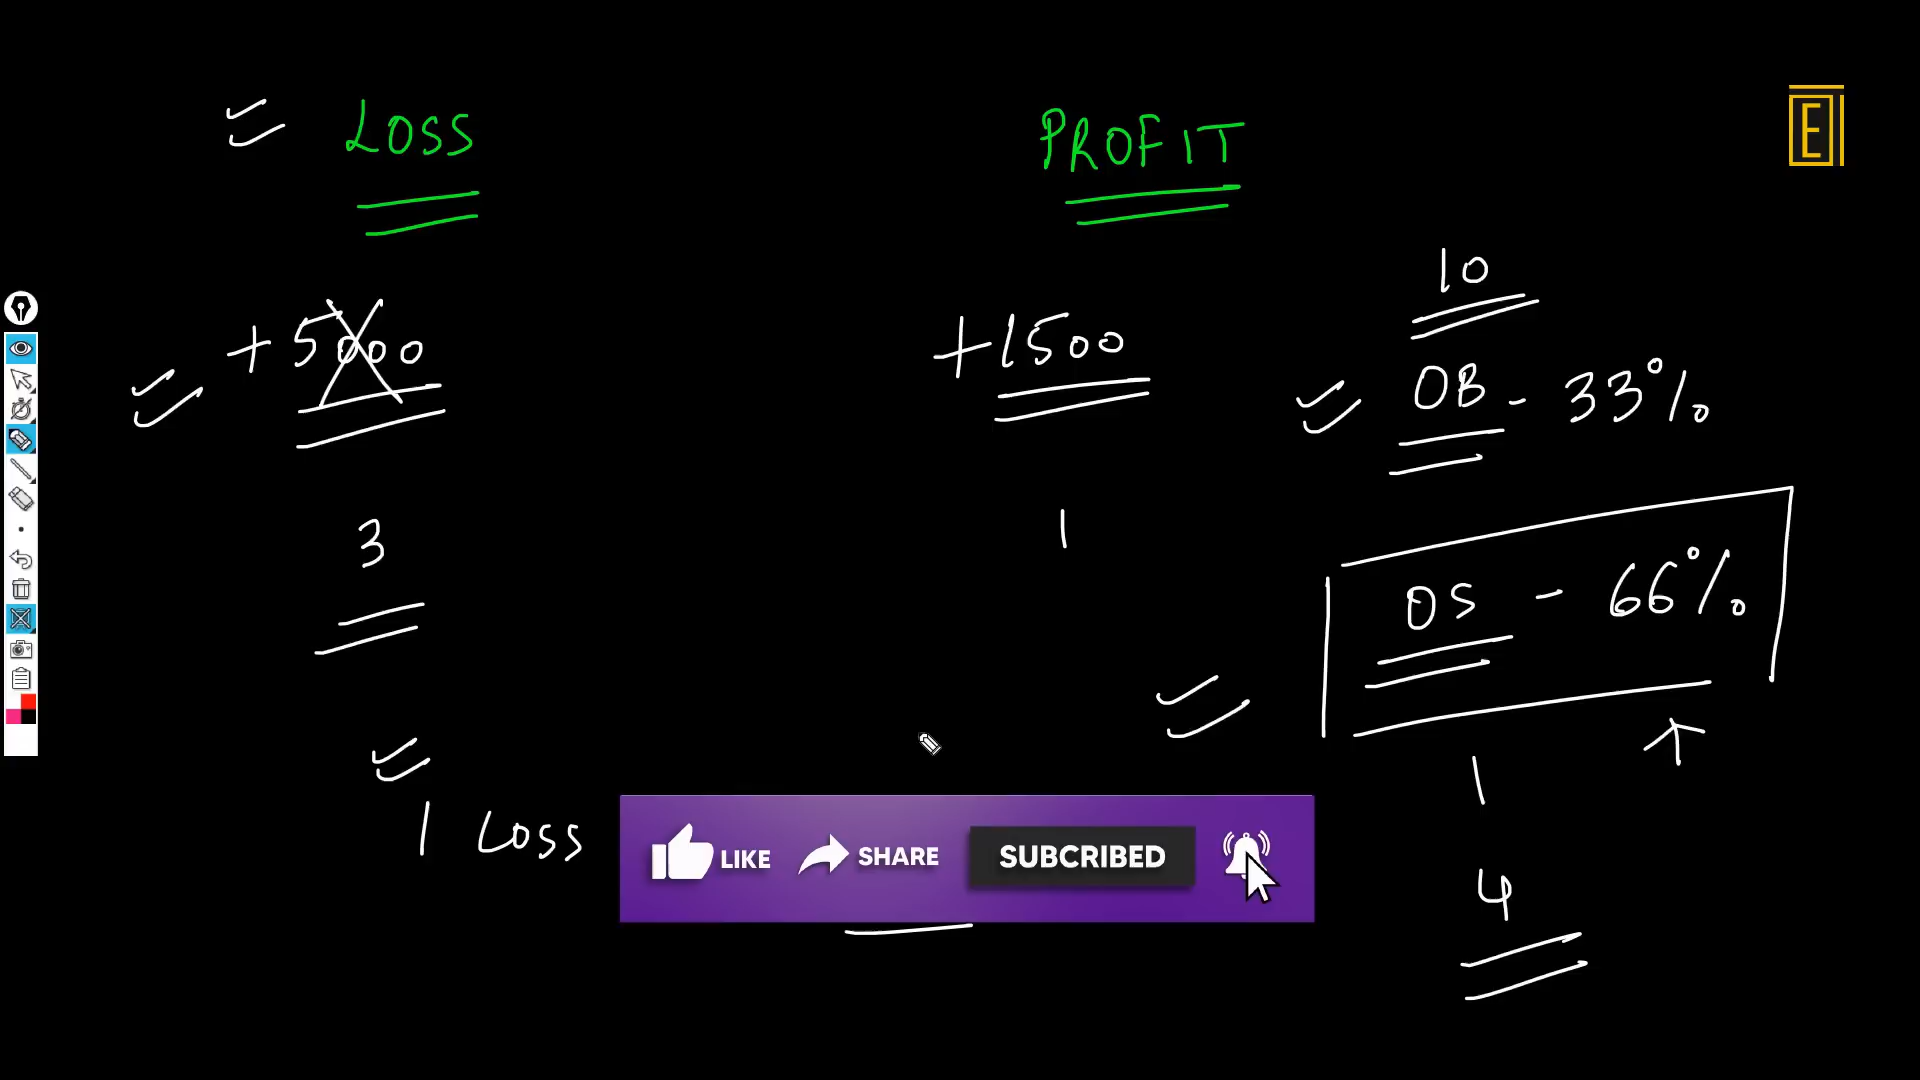 LOSS
PROFIT
E
10
+5000
+1500
OB - 33%
3
1
OS - 66%
1
1 LOSS
LIKE
SHARE
SUBCRIBED
4